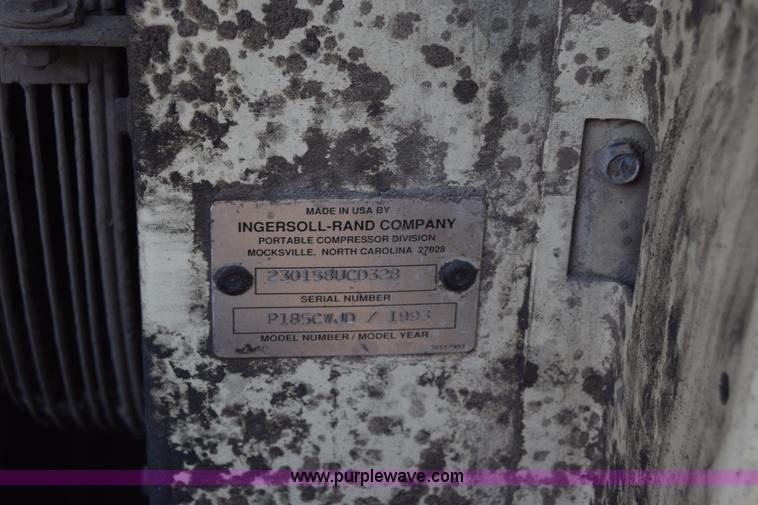 MADE IN USA BY
INGERSOLL-RAND COMPANY
PORTABLE COMPRESSOR DIVISION
MOCKSVILLE, NORTH CAROLINA 27028
230158UCD328
SERIAL NUMBER
P185CWJD / 1993
MODEL NUMBER / MODEL YEAR
www.purplewave.com